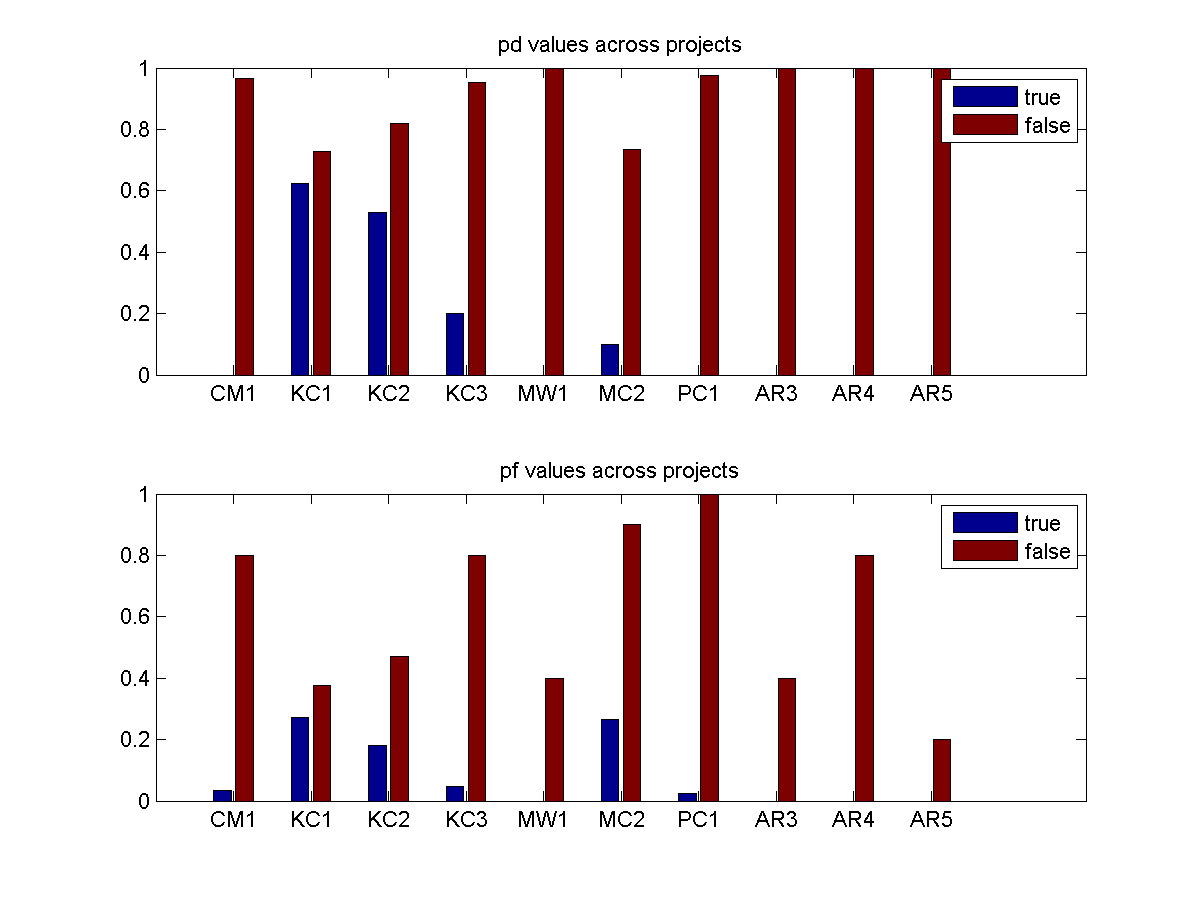 pd values across projects
1
0.8
0.6
0.4
0.2
0
true
false
CM1 KC1 KC2 KC3 MW1 MC2 PC1 AR3 AR4 AR5
pf values across projects
1
0.8
0.6
0.4
0.2
0
true
false
CM1 KC1 KC2 KC3 MW1 MC2 PC1 AR3 AR4 AR5